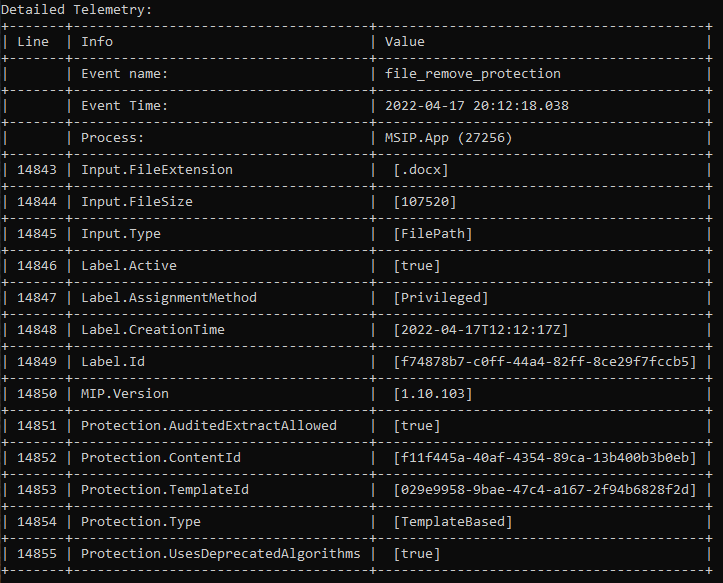 Detailed Telemetry:
Line Info Value
Event name: file_remove_protection
Event Time: 2022-04-17 20:12:18.038
Process: MSIP.App (27256)
14843 Input.FileExtension [.docx]
14844 Input.FileSize [107520]
14845 Input.Type [FilePath]
14846 Label.Active [true]
14847 Label.AssignmentMethod [Privileged]
14848 Label.CreationTime [2022-04-17T12:12:17Z]
14849 Label.Id [f74878b7-c0ff-44a4-82ff-8ce29f7fccb5]
14850 MIP.Version [1.10.103]
14851 Protection.AuditedExtractAllowed [true]
14852 Protection.ContentId [f11f445a-40af-4354-89ca-13b400b3b0eb]
14853 Protection.TemplateId [029e9958-9bae-47c4-a167-2f94b6828f2d]
14854 Protection.Type [TemplateBased]
14855 Protection.UsesDeprecatedAlgorithms [true]